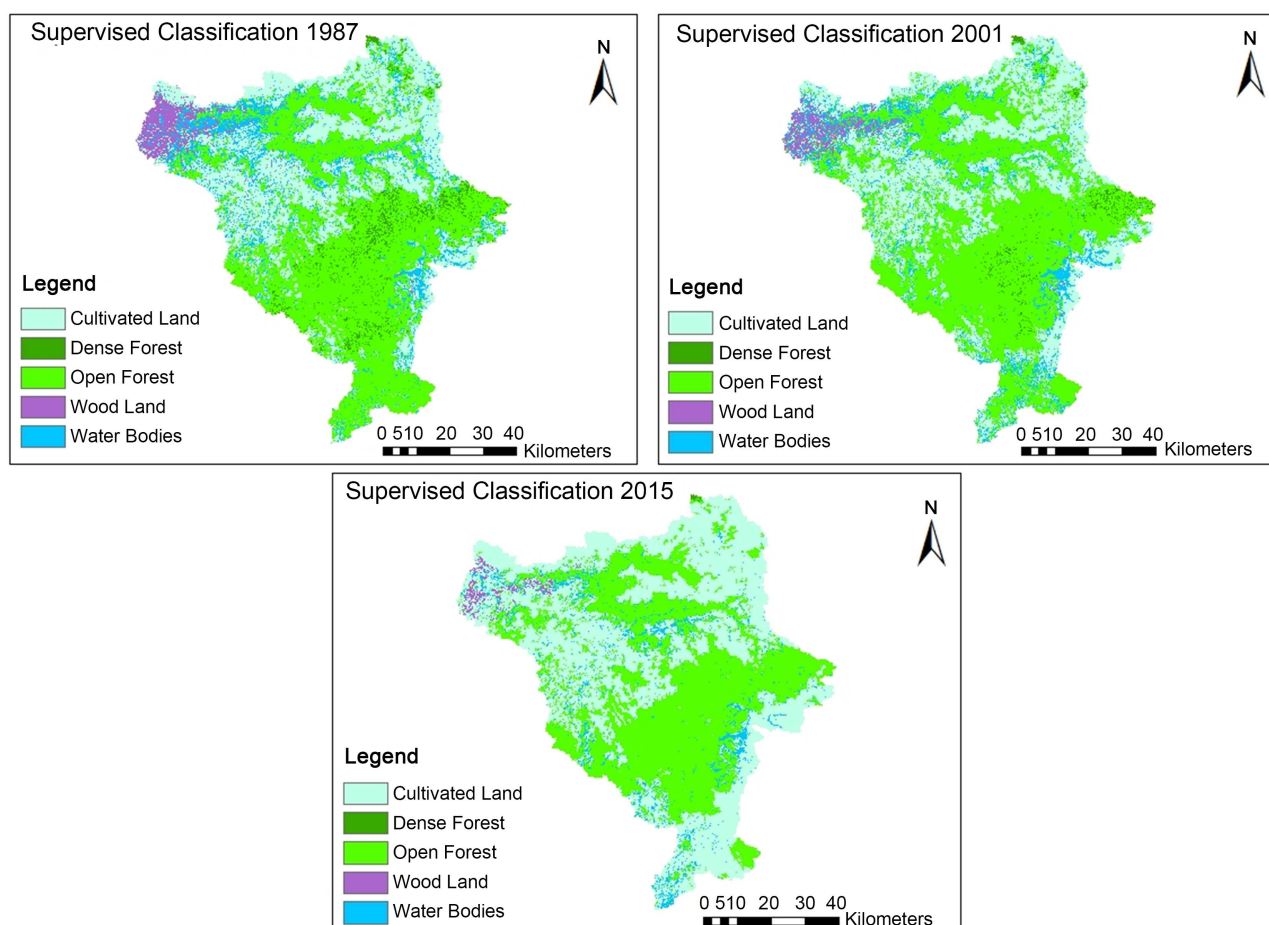 Supervised Classification 1987
N
Legend
Cultivated Land
Dense Forest
Open Forest
Wood Land
Water Bodies
0 510 20 30 40
Kilometers
Supervised Classification 2001
N
Legend
Cultivated Land
Dense Forest
Open Forest
Wood Land
Water Bodies
0 510 20 30 40
Kilometers
Supervised Classification 2015
N
Legend
Cultivated Land
Dense Forest
Open Forest
Wood Land
Water Bodies
0 510 20 30 40
Kilometers